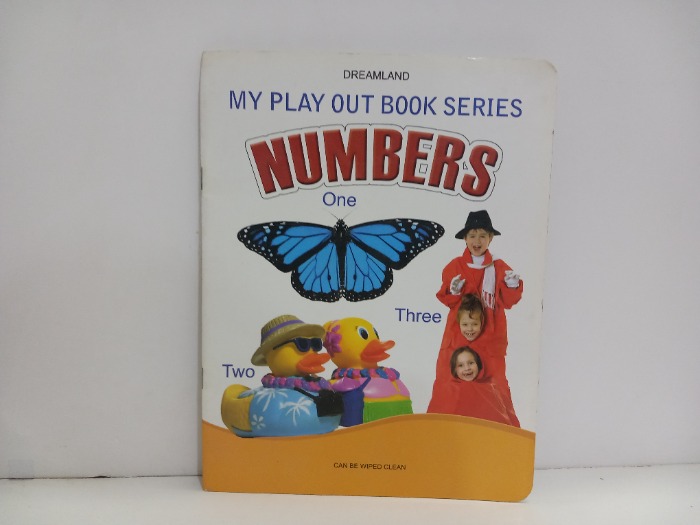 DREAMLAND
MY PLAY OUT BOOK SERIES
NUMBERS
One
Three
Two
CAN BE WIPED CLEAN